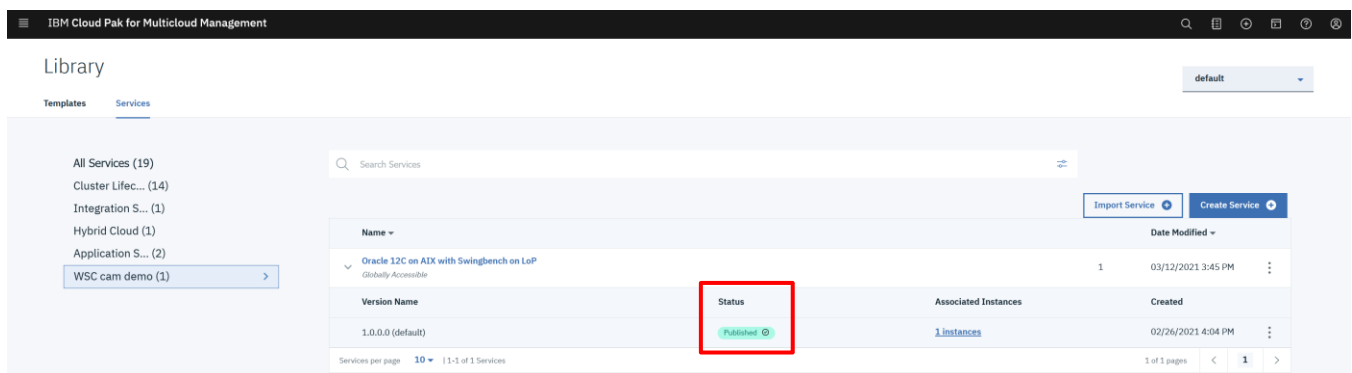 IBM Cloud Pak for Multicloud Management
Library
default
Templates Services
All Services (19)
Cluster Lifec... (14)
Integration S... (1)
Hybrid Cloud (1)
Application S... (2)
WSC cam demo (1)
Search Services
Import Service Create Service
Name Date Modified
Oracle 12C on AIX with Swingbench on LoP 1 03/12/2021 3:45 PM
Globally Accessible
Version Name Status Associated Instances Created
1.0.0.0 (default) Published 1 instances 02/26/2021 4:04 PM
Services per page 10 | 1-1 of 1 Services 1 of 1 pages < 1 >